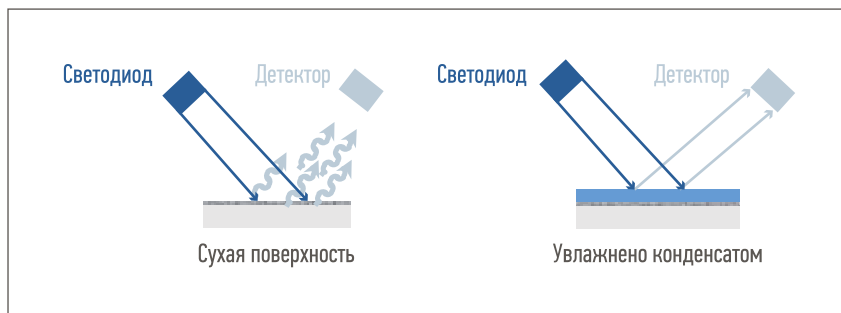 Светодиод
Детектор
Сухая поверхность
Светодиод
Детектор
Увлажнено конденсатом